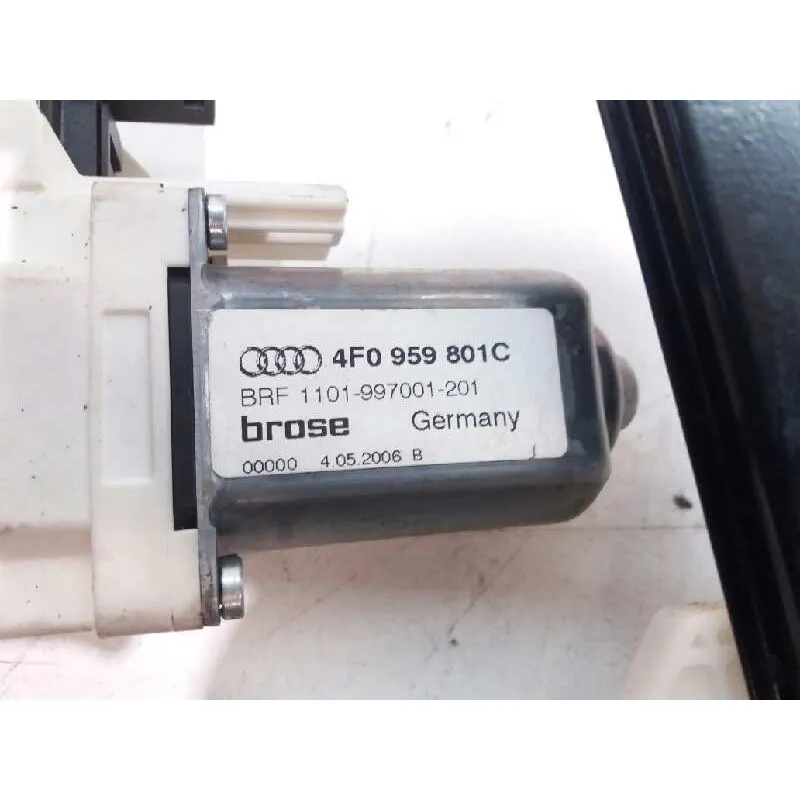 4F0 959 801C
BRF 1101-997001-201
brose Germany
00000 4.05.2006 B